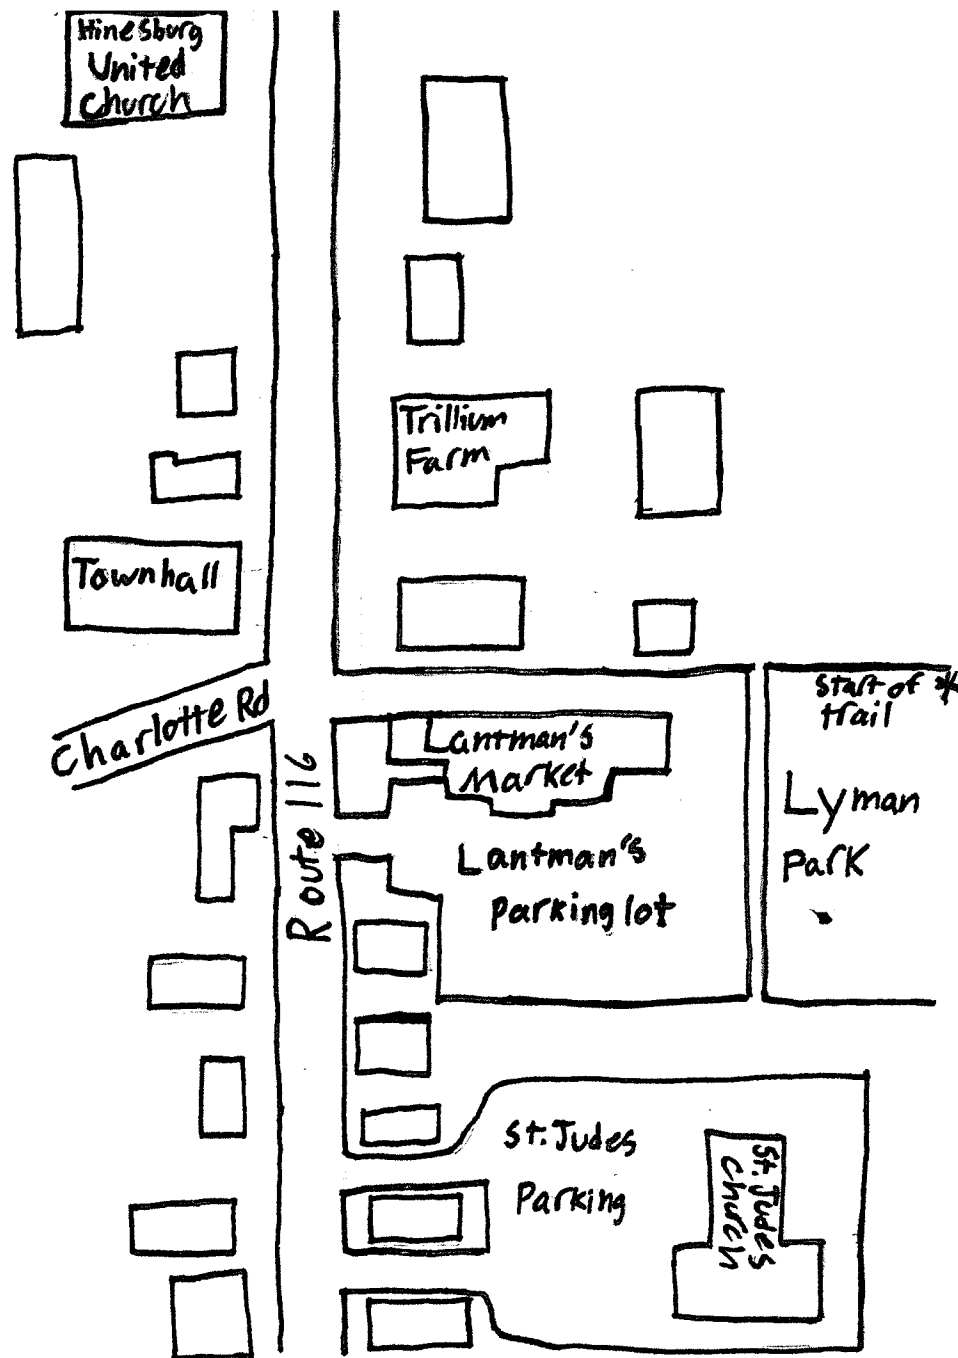 Hinesburg
United
Church
Trillium
Farm
Townhall
Start of
trail
Charlotte Rd
Lantman's
Market
Route 116
Lyman
Park
Lantman's
Parking lot
St. Judes
Parking
St. Judes
Church